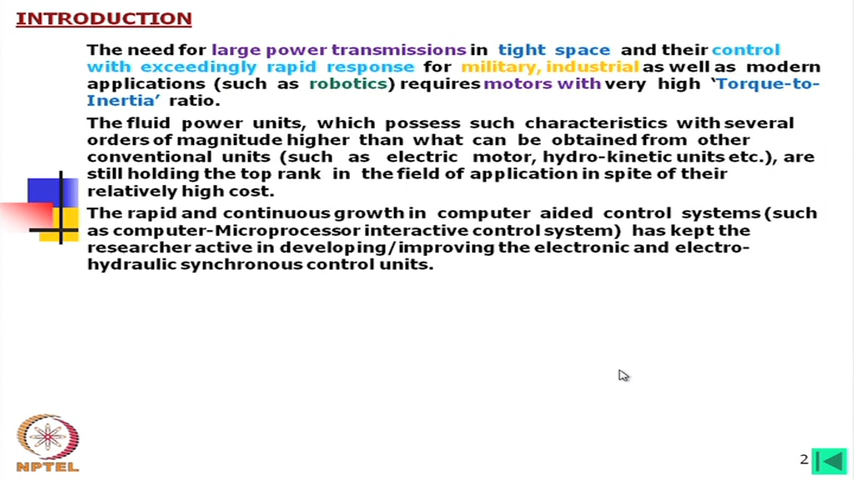 INTRODUCTION
The need for large power transmissions in tight space and their control
with exceedingly rapid response for military, industrial as well as modern
applications (such as robotics) requires motors with very high ‘Torque-to-
Inertia’ ratio.
The fluid power units, which possess such characteristics with several
orders of magnitude higher than what can be obtained from other
conventional units (such as electric motor, hydro-kinetic units etc.), are
still holding the top rank in the field of application in spite of their
relatively high cost.
The rapid and continuous growth in computer aided control systems (such
as computer-Microprocessor interactive control system) has kept the
researcher active in developing/improving the electronic and electro-
hydraulic synchronous control units.
NPTEL
2